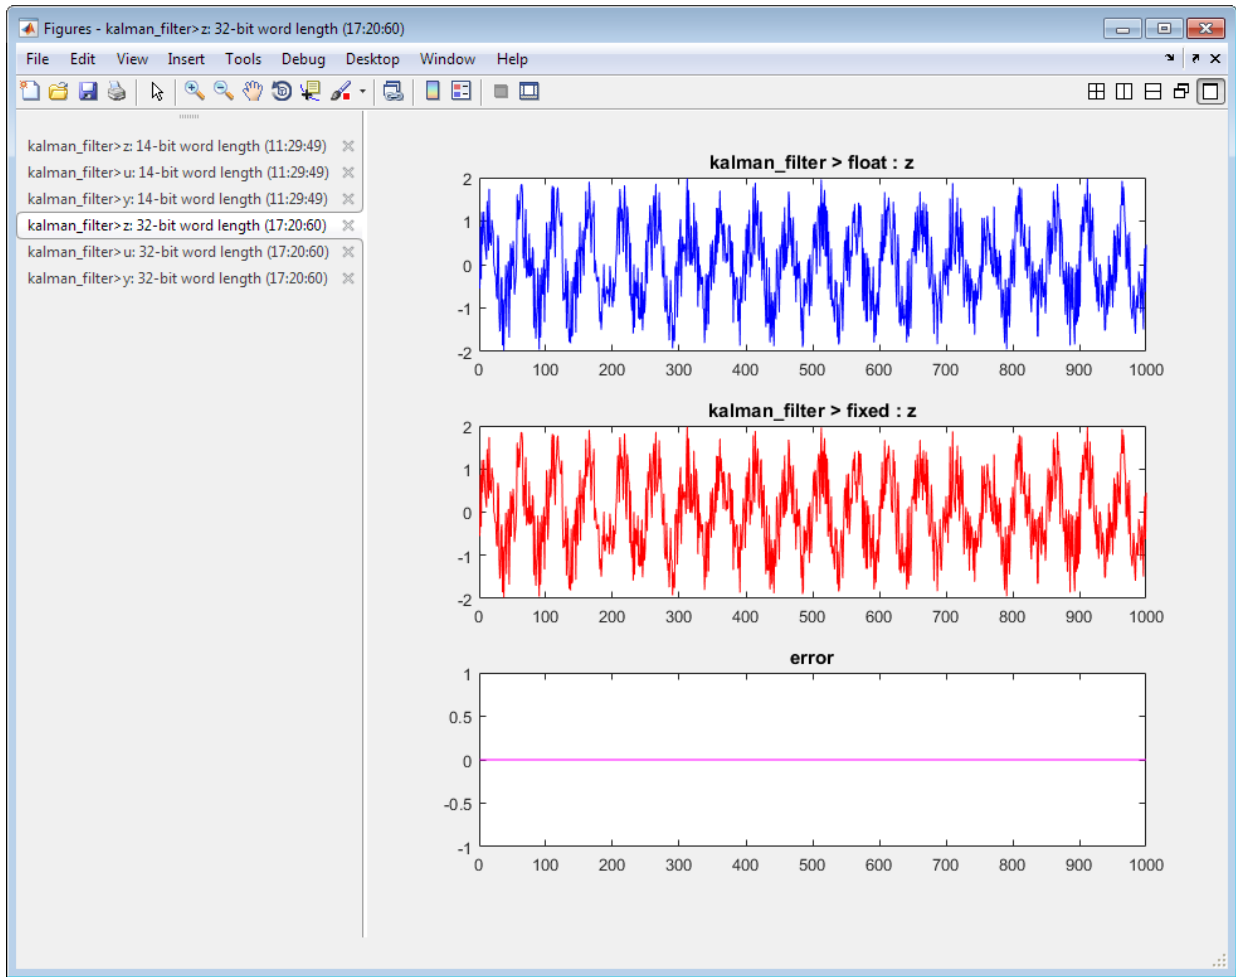 Figures - kalman_filter>z: 32-bit word length (17:20:60)
File Edit View Insert Tools Debug Desktop Window Help
kalman_filter>z: 14-bit word length (11:29:49)
kalman_filter>u: 14-bit word length (11:29:49)
kalman_filter>y: 14-bit word length (11:29:49)
kalman_filter>z: 32-bit word length (17:20:60)
kalman_filter>u: 32-bit word length (17:20:60)
kalman_filter>y: 32-bit word length (17:20:60)
kalman_filter > float : z
2
1
0
-1
-2
0 100 200 300 400 500 600 700 800 900 1000
kalman_filter > fixed : z
2
1
0
-1
-2
0 100 200 300 400 500 600 700 800 900 1000
error
1
0.5
0
-0.5
-1
0 100 200 300 400 500 600 700 800 900 1000